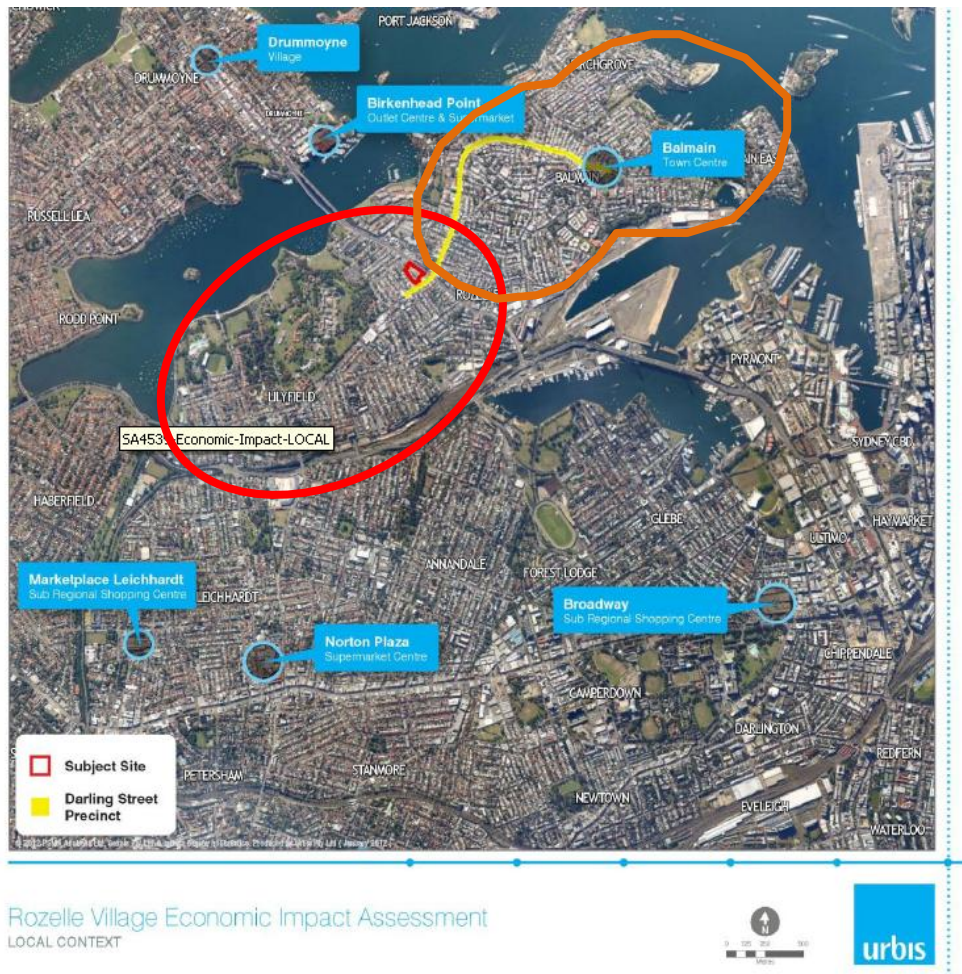 PORT JACKSON
Drummoyne
Village
DRUMMOYNE
Birkenhead Point
Outlet Centre & Supermarket
DRUMMOYNE
Balmain
Town Centre
BALMAIN
RUSSELL LEA
RODD POINT
ROZELLE
LILYFIELD
PYRMONT
SA453 Economic-Impact-LOCAL
SYDNEY CBD
HABERFIELD
GLEBE
HAYMARKET
ULTIMO
ANNANDALE
FOREST LODGE
Marketplace Leichhardt
Sub Regional Shopping Centre
LEICHHARDT
Broadway
Sub Regional Shopping Centre
Norton Plaza
Supermarket Centre
CHIPPENDALE
CAMPERDOWN
DARLINGTON
REDFERN
Subject Site
PETERSHAM
STANMORE
Darling Street
Precinct
NEWTOWN
EVELEIGH
WATERLOO
Rozelle Village Economic Impact Assessment
LOCAL CONTEXT
N
urbis